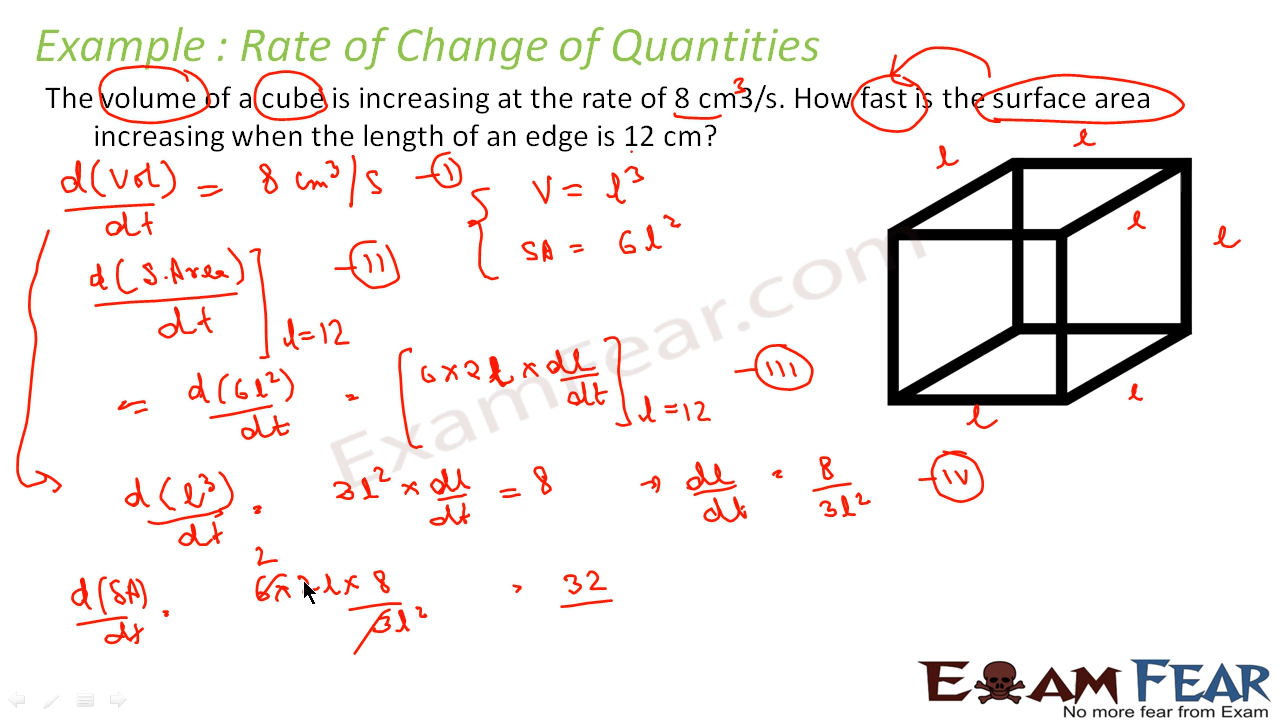 Example : Rate of Change of Quantities
The volume of a cube is increasing at the rate of 8 cm3/s. How fast is the surface area
3
increasing when the length of an edge is 12 cm?
d(Vol)/dt = 8 cm³/s – (I)
V = l³
SA = 6l²
d(S.Area)/dt ]l=12 – (II)
= d(6l²)/dt = [6×2l × dl/dt]l=12 – (III)
d(l³)/dt = 3l² × dl/dt = 8 → dl/dt = 8/3l² – (IV)
2
d(SA)/dt = 6×2l × 8/3l² = 32
l
l
l
l
l
l
ExamFear.com
EXAM FEAR
No more fear from Exam